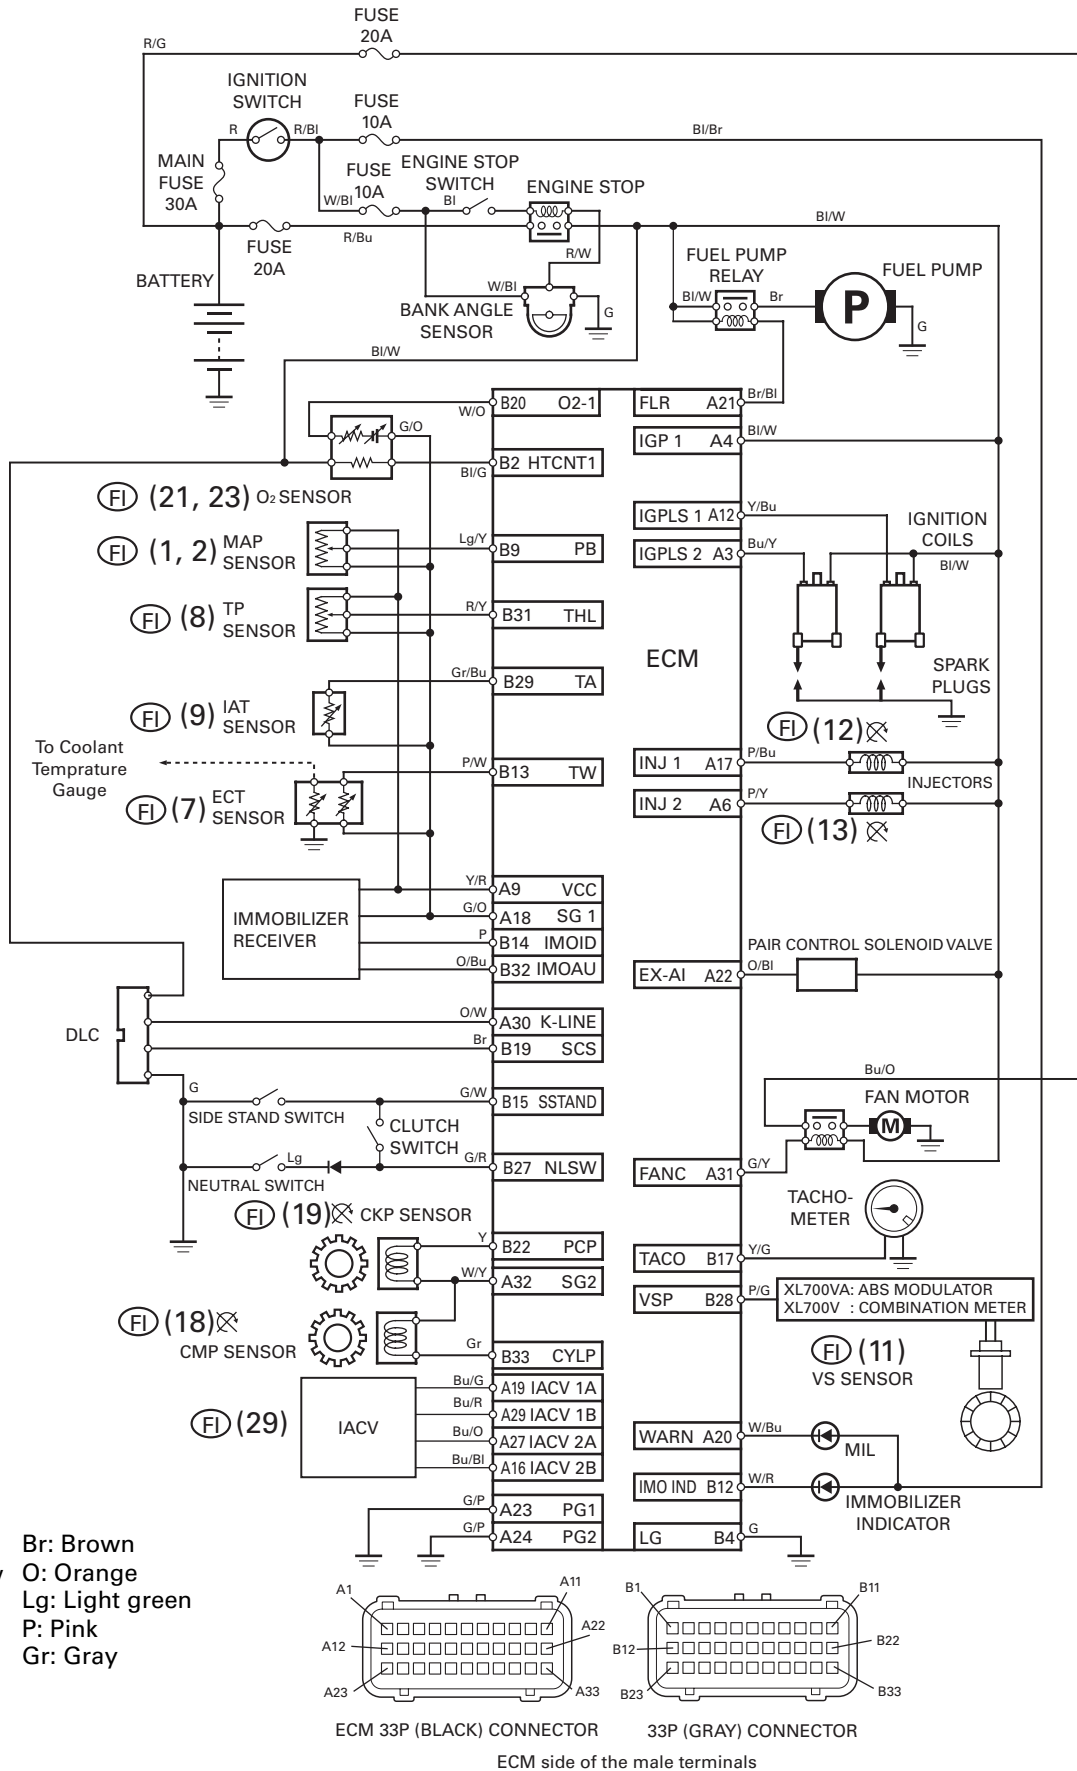 FUSE
20A
R/G
IGNITION
SWITCH
FUSE
10A
R
R/Bl
Bl/Br
MAIN
FUSE
30A
FUSE
10A
ENGINE STOP
SWITCH
ENGINE STOP
W/Bl
Bl
Bl/W
R/Bu
FUSE
20A
R/W
FUEL PUMP
RELAY
FUEL PUMP
BATTERY
W/Bl
BANK ANGLE
SENSOR
G
Bl/W
Br
P
G
Bl/W
B20 O2-1
W/O
G/O
FLR A21
Br/Bl
IGP 1 A4
Bl/W
B2 HTCNT1
Bl/G
FI (21, 23) O2 SENSOR
IGPLS 1 A12
Y/Bu
IGNITION
COILS
FI (1, 2) MAP
SENSOR
Lg/Y
B9 PB
IGPLS 2 A3
Bu/Y
Bl/W
FI (8) TP
SENSOR
R/Y
B31 THL
ECM
SPARK
PLUGS
Gr/Bu
B29 TA
FI (9) IAT
SENSOR
FI (12)
To Coolant
Temprature
Gauge
P/W
B13 TW
INJ 1 A17
P/Bu
INJECTORS
FI (7) ECT
SENSOR
INJ 2 A6
P/Y
FI (13)
IMMOBILIZER
RECEIVER
Y/R
A9 VCC
G/O
A18 SG 1
P
B14 IMOID
O/Bu
B32 IMOAU
PAIR CONTROL SOLENOID VALVE
EX-AI A22
O/Bl
DLC
O/W
A30 K-LINE
Br
B19 SCS
Bu/O
FAN MOTOR
M
G
SIDE STAND SWITCH
G/W
B15 SSTAND
CLUTCH
SWITCH
Lg
NEUTRAL SWITCH
G/R
B27 NLSW
FANC A31
G/Y
TACHO-
METER
FI (19) CKP SENSOR
Y
B22 PCP
W/Y
A32 SG2
TACO B17
Y/G
VSP B28
P/G
XL700VA: ABS MODULATOR
XL700V : COMBINATION METER
FI (18)
CMP SENSOR
Gr
B33 CYLP
FI (11)
VS SENSOR
FI (29)
IACV
Bu/G
A19 IACV 1A
Bu/R
A29 IACV 1B
Bu/O
A27 IACV 2A
Bu/Bl
A16 IACV 2B
WARN A20
W/Bu
MIL
IMO IND B12
W/R
IMMOBILIZER
INDICATOR
G/P
A23 PG1
G/P
A24 PG2
LG B4
G
Br: Brown
O: Orange
Lg: Light green
P: Pink
Gr: Gray
A1
A11
A12
A22
A23
A33
B1
B11
B12
B22
B23
B33
ECM 33P (BLACK) CONNECTOR
33P (GRAY) CONNECTOR
ECM side of the male terminals